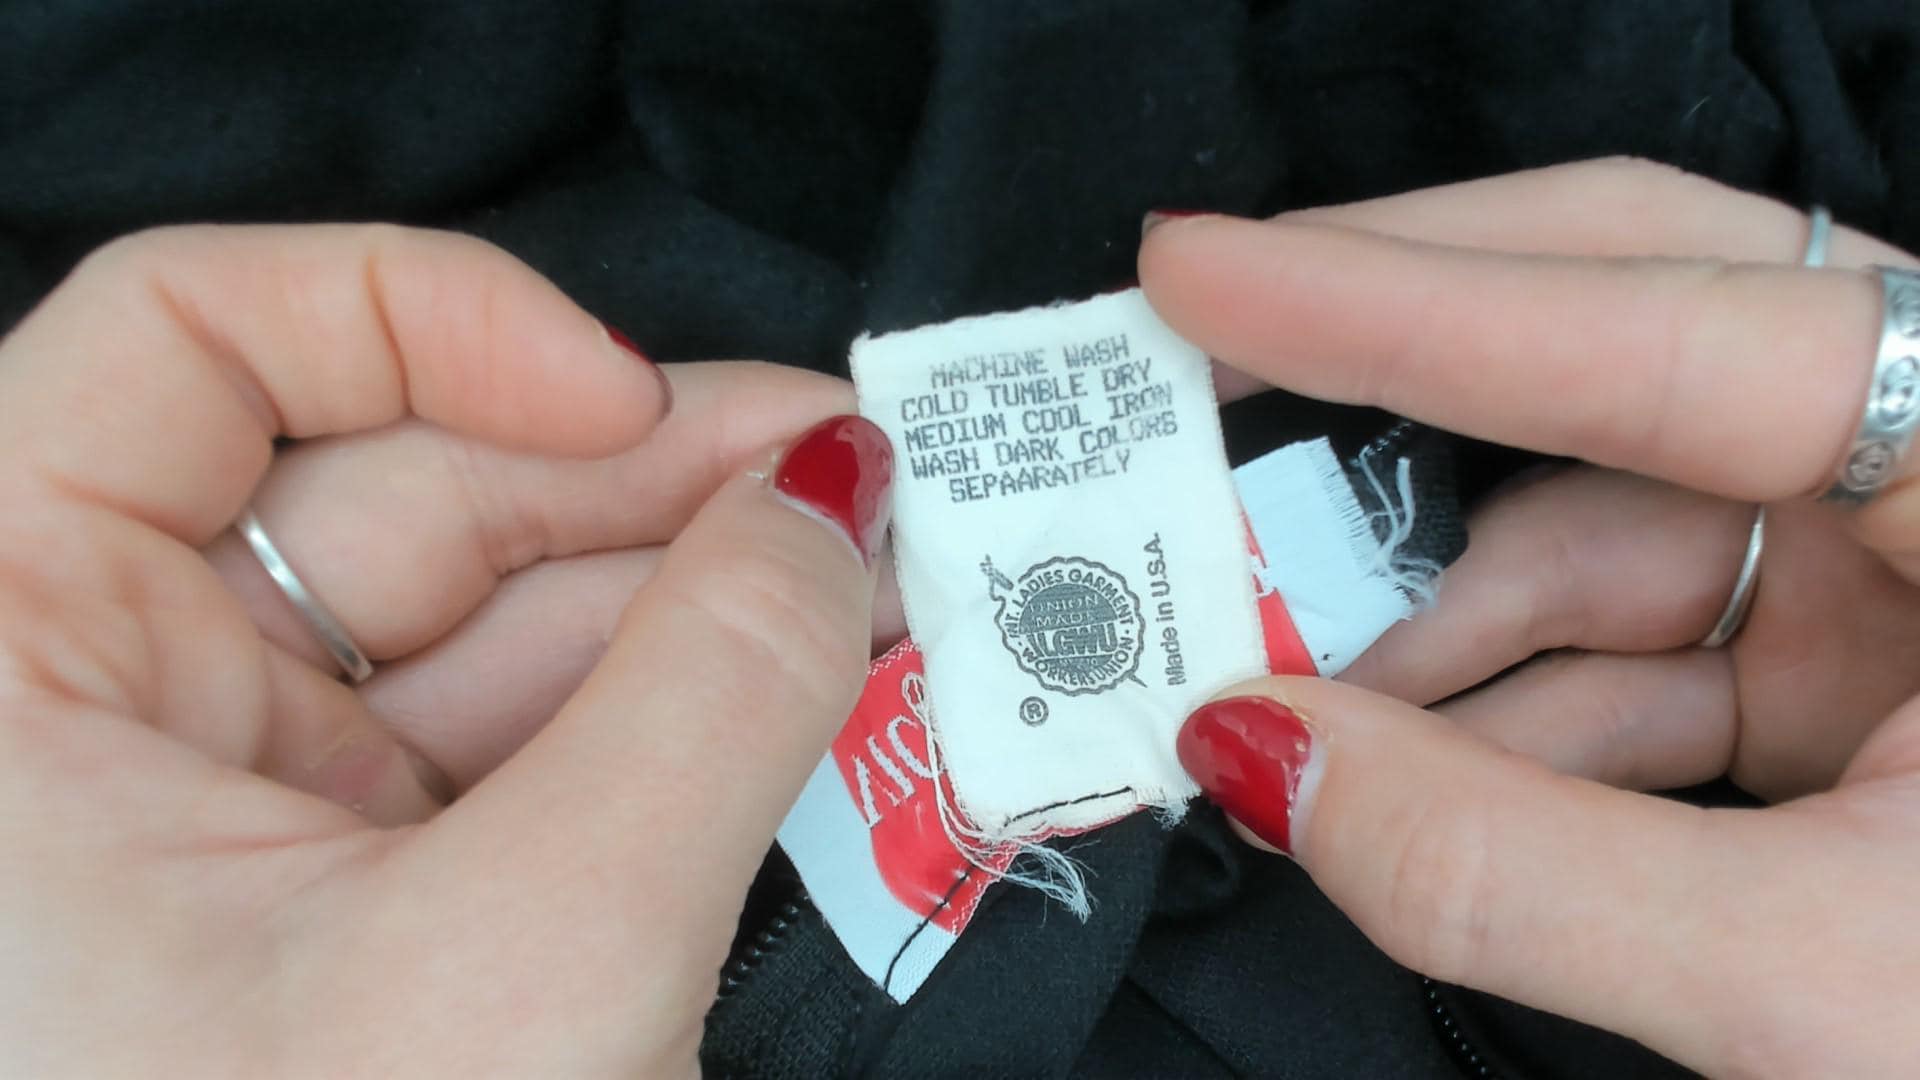 MACHINE WASH
COLD TUMBLE DRY
MEDIUM COOL IRON
WASH DARK COLORS
SEPAARATELY
INT. LADIES GARMENT
UNION
MADE
ILGWU
WORKERS UNION
Made in U.S.A.
®